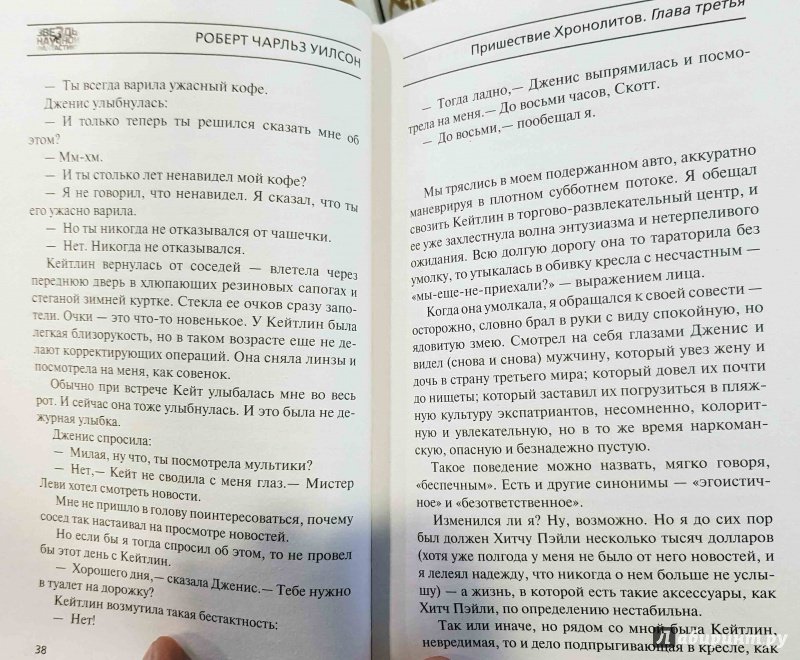 ЗВЕЗДЫ
НАУЧНОЙ
ФАНТАСТИКИ
РОБЕРТ ЧАРЛЬЗ УИЛСОН
— Ты всегда варила ужасный кофе.
Дженис улыбнулась:
— И только теперь ты решился сказать мне об
этом?
— Мм-хм.
— И ты столько лет ненавидел мой кофе?
— Я не говорил, что ненавидел. Я сказал, что ты
его ужасно варила.
— Но ты никогда не отказывался от чашечки.
— Нет. Никогда не отказывался.
Кейтлин вернулась от соседей — влетела через
переднюю дверь в хлюпающих резиновых сапогах и
стеганой зимней куртке. Стекла ее очков сразу запо-
тели. Очки — это что-то новенькое. У Кейтлин была
легкая близорукость, но в таком возрасте еще не де-
лают корректирующих операций. Она сняла линзы и
посмотрела на меня, как совенок.
Обычно при встрече Кейт улыбалась мне во весь
рот. И сейчас она тоже улыбнулась. И это была не де-
журная улыбка.
Дженис спросила:
— Милая, ну что, ты посмотрела мультики?
— Нет,— Кейт не сводила с меня глаз.— Мистер
Леви хотел смотреть новости.
Мне не пришло в голову поинтересоваться, почему
сосед так настаивал на просмотре новостей.
Но если бы я тогда спросил об этом, то не провел
бы этот день с Кейтлин.
— Хорошего дня,— сказала Дженис.— Тебе нужно
в туалет на дорожку?
Кейтлин возмутила такая бестактность:
— Нет!
38
Пришествие Хронолитов. Глава третья
— Тогда ладно,— Дженис выпрямилась и посмо-
трела на меня.— До восьми часов, Скотт.
— До восьми,— пообещал я.
Мы тряслись в моем подержанном авто, аккуратно
маневрируя в плотном субботнем потоке. Я обещал
свозить Кейтлин в торгово-развлекательный центр, и
ее уже захлестнула волна энтузиазма и нетерпеливого
ожидания. Всю долгую дорогу она то тараторила без
умолку, то утыкалась в обивку кресла с несчастным —
«мы-еще-не-приехали?» — выражением лица.
Когда она умолкала, я обращался к своей совести —
осторожно, словно брал в руки с виду спокойную, но
ядовитую змею. Смотрел на себя глазами Дженис и
видел (снова и снова) мужчину, который увез жену и
дочь в страну третьего мира; который довел их почти
до нищеты; который заставил их погрузиться в пляж-
ную культуру экспатриантов, несомненно, колорит-
ную и увлекательную, но в то же время наркоман-
скую, опасную и безнадежно пустую.
Такое поведение можно назвать, мягко говоря,
«беспечным». Есть и другие синонимы — «эгоистич-
ное» и «безответственное».
Изменился ли я? Ну, возможно. Но я до сих пор
был должен Хитчу Пэйли несколько тысяч долларов
(хотя уже полгода у меня не было от него новостей, и
я лелеял надежду, что никогда о нем больше не услы-
шу) — а жизнь, в которой есть такие аксессуары, как
Хитч Пэйли, по определению нестабильна.
Так или иначе, но рядом со мной была Кейтлин,
невредимая, то и дело подпрыгивающая в кресле, как
Лабиринт.ру